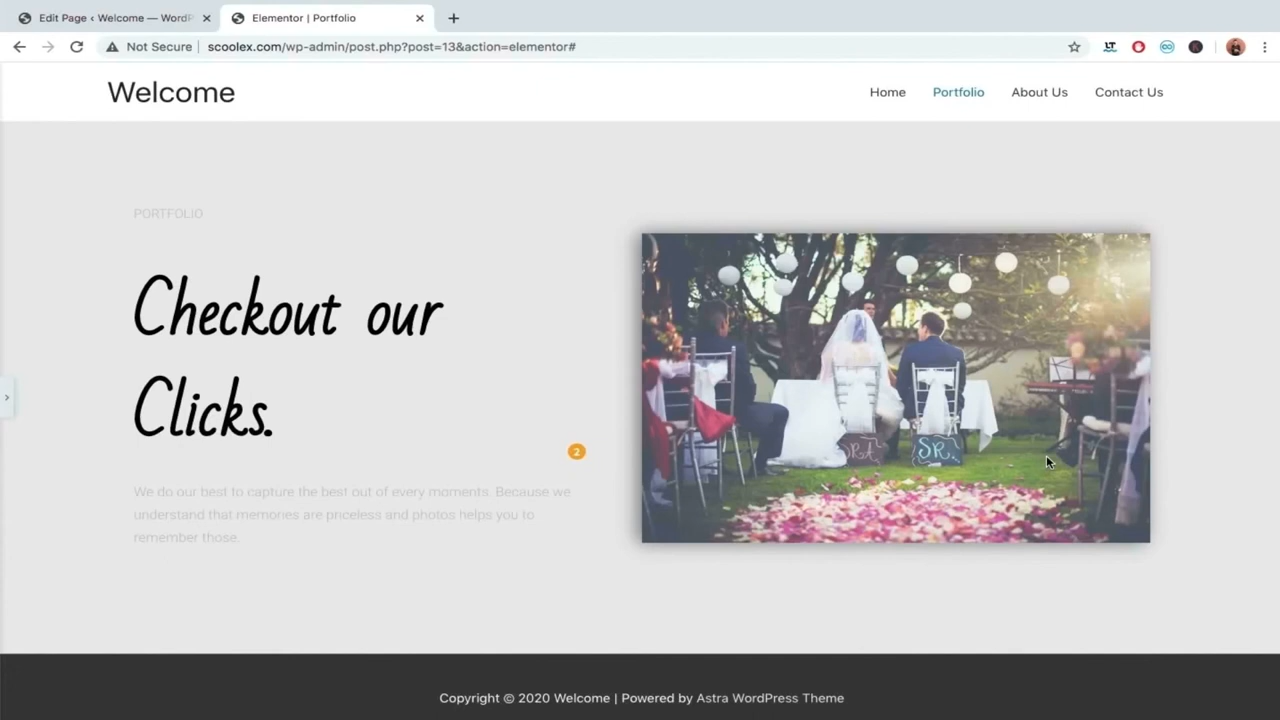 Edit Page ‹ Welcome — WordP
Elementor | Portfolio
Not Secure
scoolex.com/wp-admin/post.php?post=13&action=elementor#
LT
Welcome
Home
Portfolio
About Us
Contact Us
PORTFOLIO
Checkout our
Clicks.
2
We do our best to capture the best out of every moments. Because we
understand that memories are priceless and photos helps you to
remember those.
SR.
Copyright © 2020 Welcome | Powered by Astra WordPress Theme